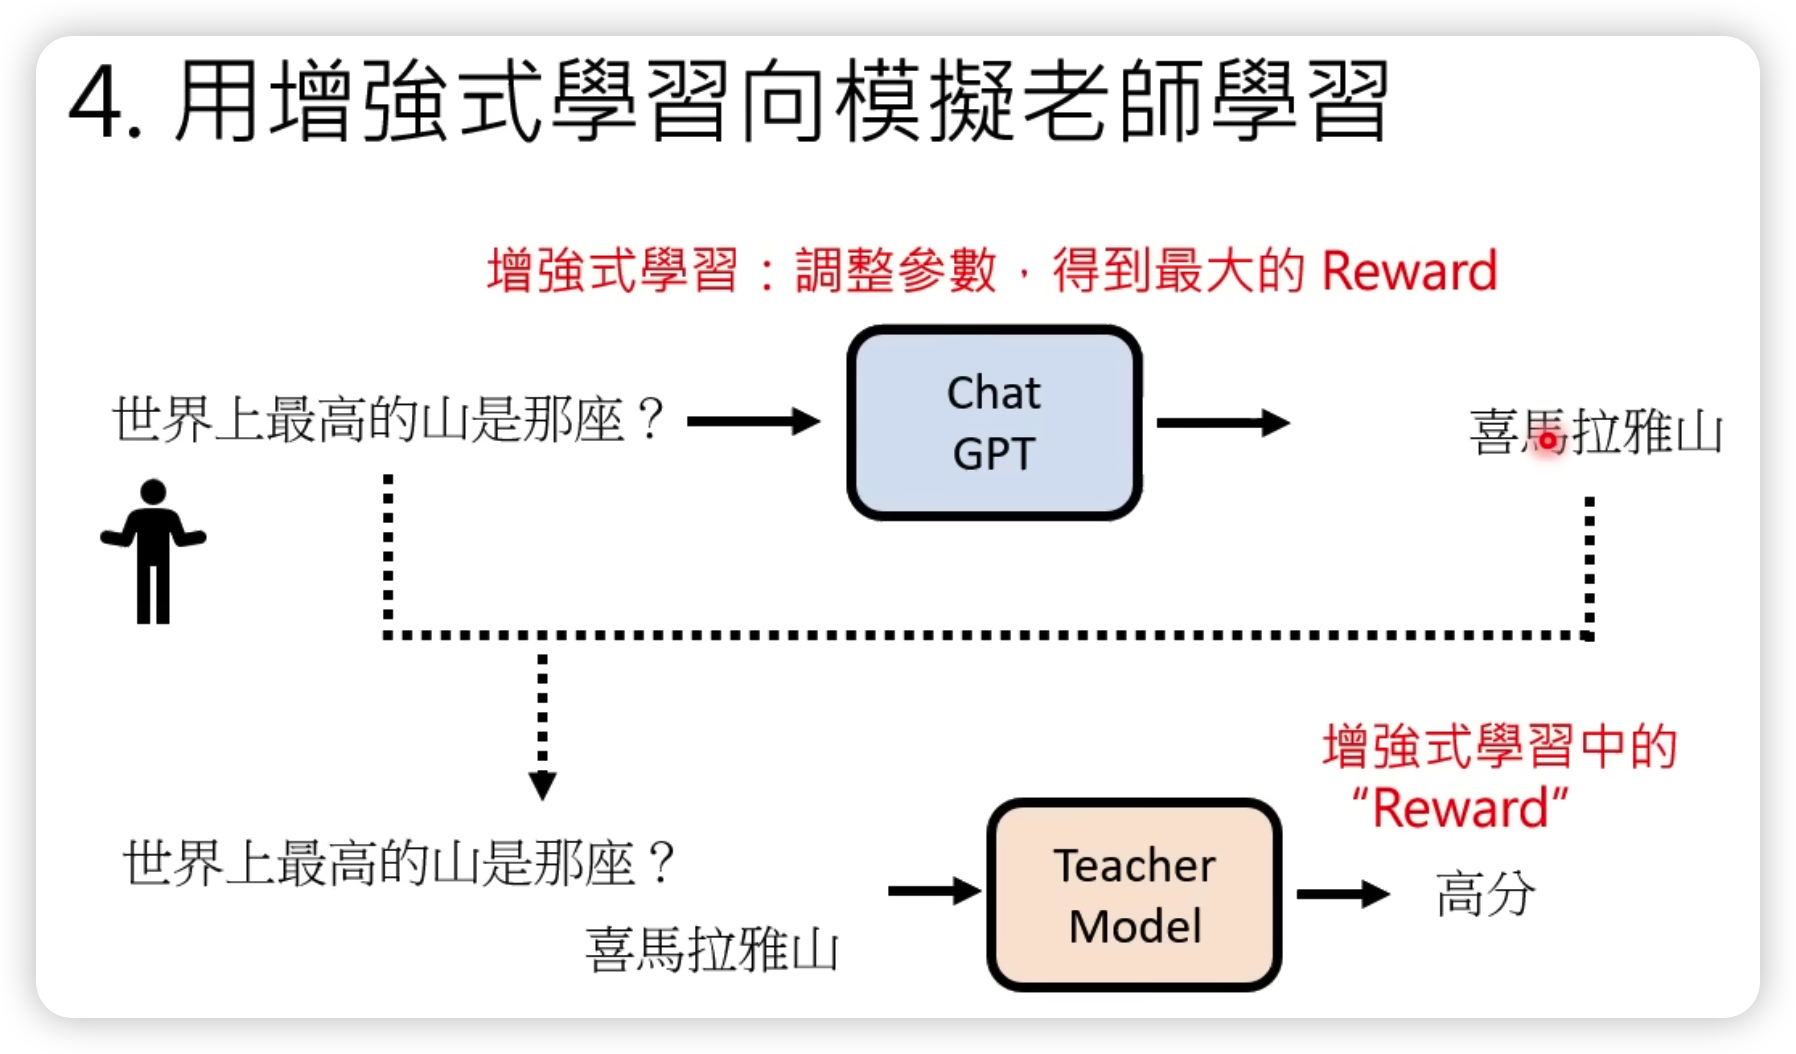 4. 用增強式學習向模擬老師學習
增強式學習：調整參數，得到最大的 Reward
世界上最高的山是那座？
Chat
GPT
喜馬拉雅山
增強式學習中的
“Reward”
世界上最高的山是那座？
喜馬拉雅山
Teacher
Model
高分